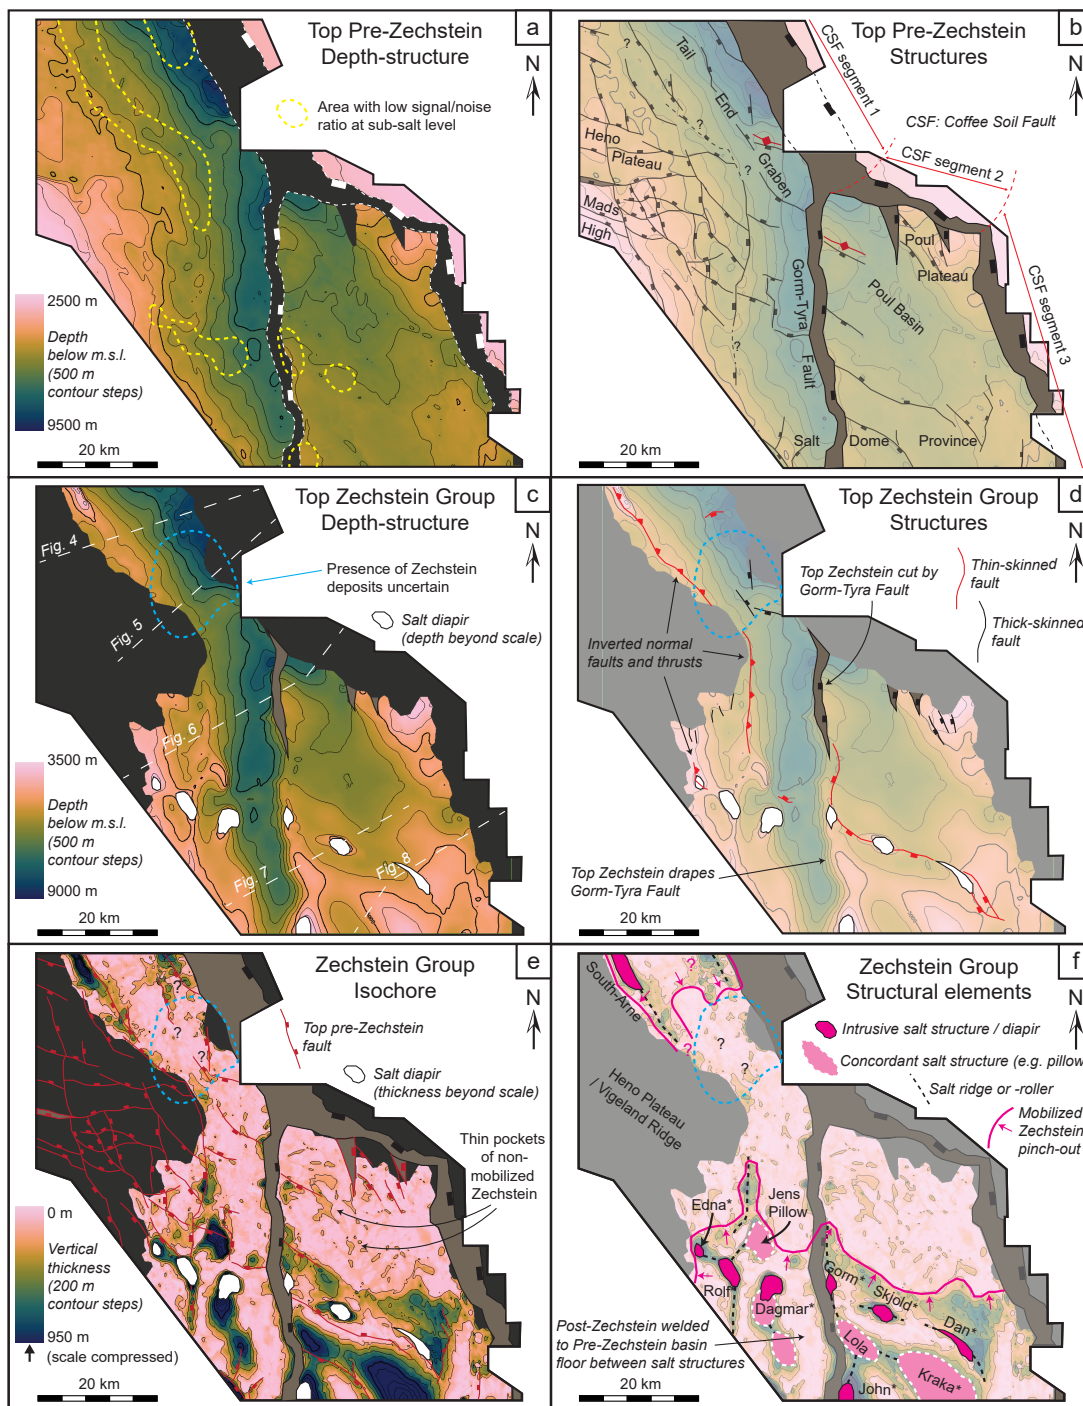 Top Pre-Zechstein
Depth-structure
a
N
Area with low signal/noise
ratio at sub-salt level
2500 m
Depth
below m.s.l.
(500 m
contour steps)
9500 m
20 km
Top Pre-Zechstein
Structures
b
N
CSF segment 1
CSF: Coffee Soil Fault
CSF segment 2
CSF segment 3
Tail
End
Graben
?
?
?
?
Heno
Plateau
Mads
High
Gorm-Tyra
Fault
Poul
Plateau
Poul Basin
Salt
Dome
Province
20 km
Top Zechstein Group
Depth-structure
c
N
Fig. 4
Fig. 5
Fig. 6
Fig. 7
Fig. 8
Presence of Zechstein
deposits uncertain
Salt diapir
(depth beyond scale)
3500 m
Depth
below m.s.l.
(500 m
contour steps)
9000 m
20 km
Top Zechstein Group
Structures
d
N
Top Zechstein cut by
Gorm-Tyra Fault
Thin-skinned
fault
Thick-skinned
fault
Inverted normal
faults and thrusts
Top Zechstein drapes
Gorm-Tyra Fault
20 km
Zechstein Group
Isochore
e
N
?
?
?
?
?
Top pre-Zechstein
fault
Salt diapir
(thickness beyond scale)
Thin pockets
of non-
mobilized
Zechstein
0 m
Vertical
thickness
(200 m
contour steps)
950 m
(scale compressed)
20 km
Zechstein Group
Structural elements
f
N
South-Arne
?
?
?
Intrusive salt structure / diapir
Concordant salt structure (e.g. pillow)
Salt ridge or -roller
Mobilized
Zechstein
pinch-out
Heno Plateau
/ Vigeland Ridge
Edna*
Jens
Pillow
Rolf*
Dagmar*
Gorm*
Skjold*
Dan*
Lola
Kraka*
John*
Post-Zechstein welded
to Pre-Zechstein basin
floor between salt structures
20 km